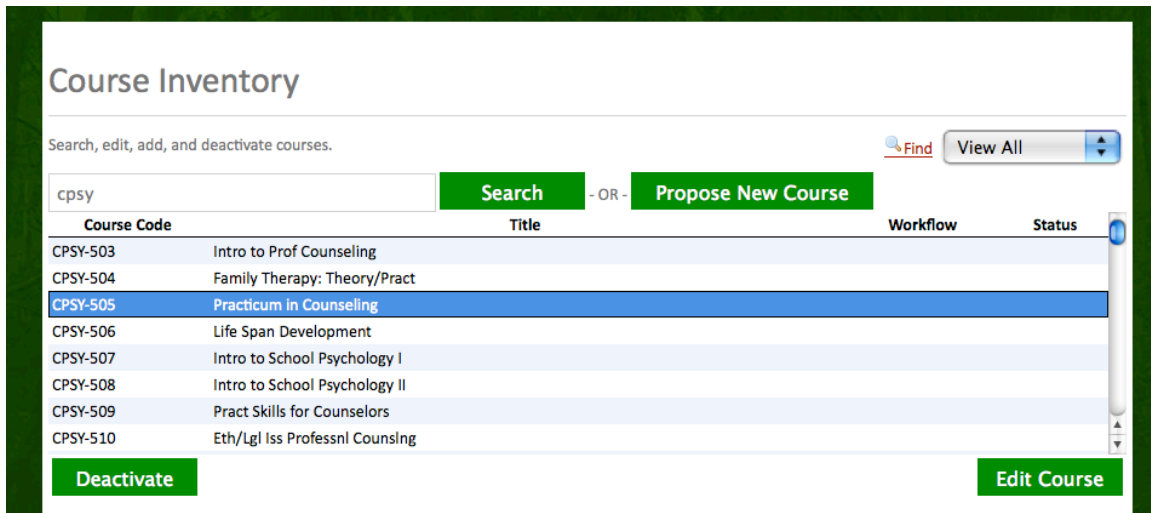 Course Inventory
Search, edit, add, and deactivate courses.
Find View All
cpsy Search - OR - Propose New Course
Course Code Title Workflow Status
CPSY-503 Intro to Prof Counseling
CPSY-504 Family Therapy: Theory/Pract
CPSY-505 Practicum in Counseling
CPSY-506 Life Span Development
CPSY-507 Intro to School Psychology I
CPSY-508 Intro to School Psychology II
CPSY-509 Pract Skills for Counselors
CPSY-510 Eth/Lgl Iss Professnl Counslng
Deactivate Edit Course